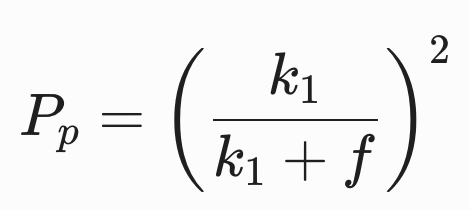 P_p = \left( \frac{k_1}{k_1 + f} \right)^2